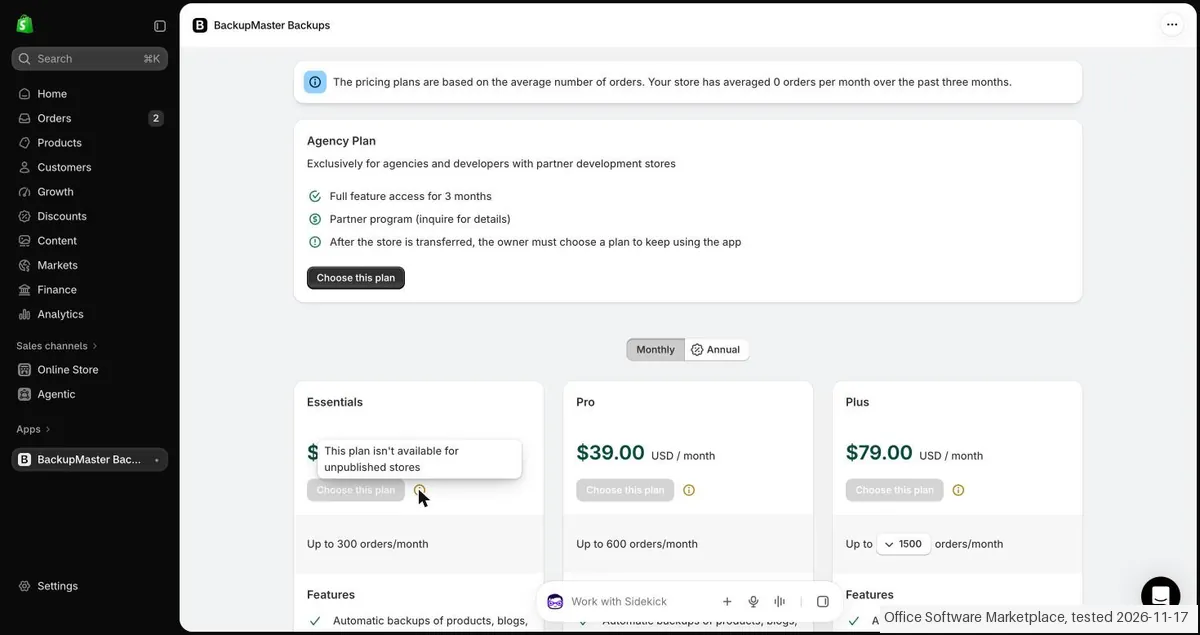 Search
⌘K
Home
Orders
2
Products
Customers
Growth
Discounts
Content
Markets
Finance
Analytics
Sales channels
Online Store
Agentic
Apps
B BackupMaster Bac...
Settings
B BackupMaster Backups
The pricing plans are based on the average number of orders. Your store has averaged 0 orders per month over the past three months.
Agency Plan
Exclusively for agencies and developers with partner development stores
Full feature access for 3 months
Partner program (inquire for details)
After the store is transferred, the owner must choose a plan to keep using the app
Choose this plan
Monthly
Annual
Essentials
$
This plan isn't available for
unpublished stores
Choose this plan
Up to 300 orders/month
Features
Automatic backups of products, blogs,
Pro
$39.00 USD / month
Choose this plan
Up to 600 orders/month
Automatic backups of products, blogs,
Plus
$79.00 USD / month
Choose this plan
Up to 1500 orders/month
Features
A
Work with Sidekick
Office Software Marketplace, tested 2026-11-17